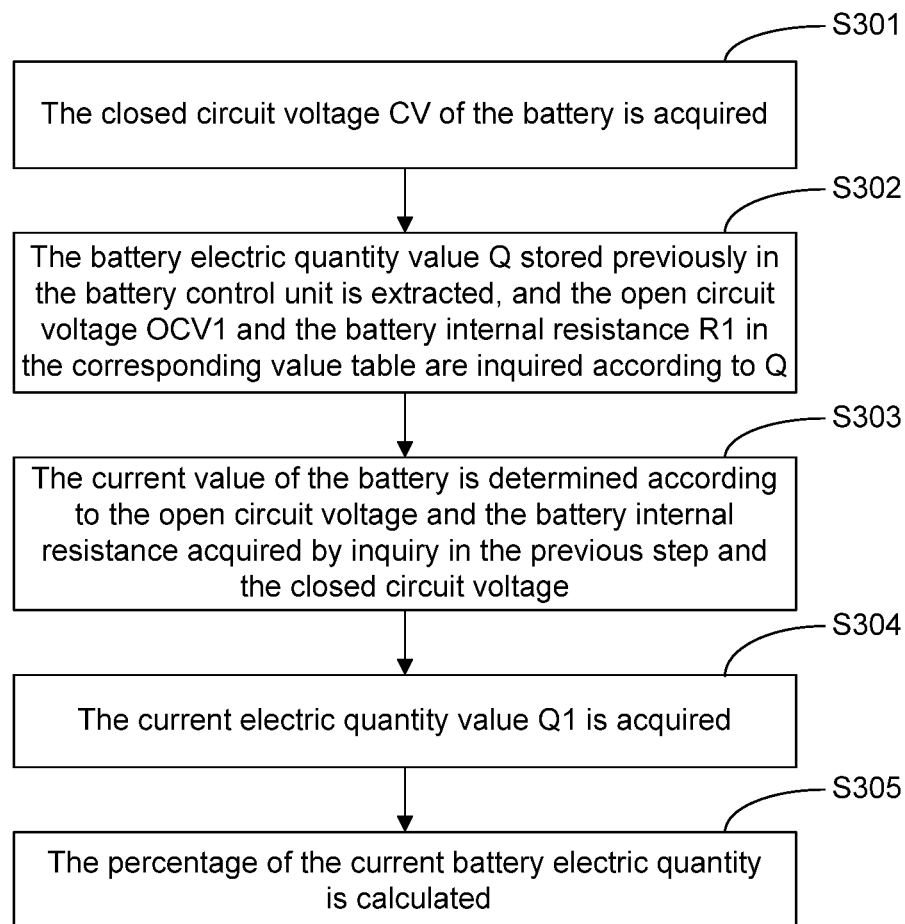 S301
The closed circuit voltage CV of the battery is acquired
S302
The battery electric quantity value Q stored previously in
the battery control unit is extracted, and the open circuit
voltage OCV1 and the battery internal resistance R1 in
the corresponding value table are inquired according to Q
S303
The current value of the battery is determined according
to the open circuit voltage and the battery internal
resistance acquired by inquiry in the previous step and
the closed circuit voltage
S304
The current electric quantity value Q1 is acquired
S305
The percentage of the current battery electric quantity
is calculated